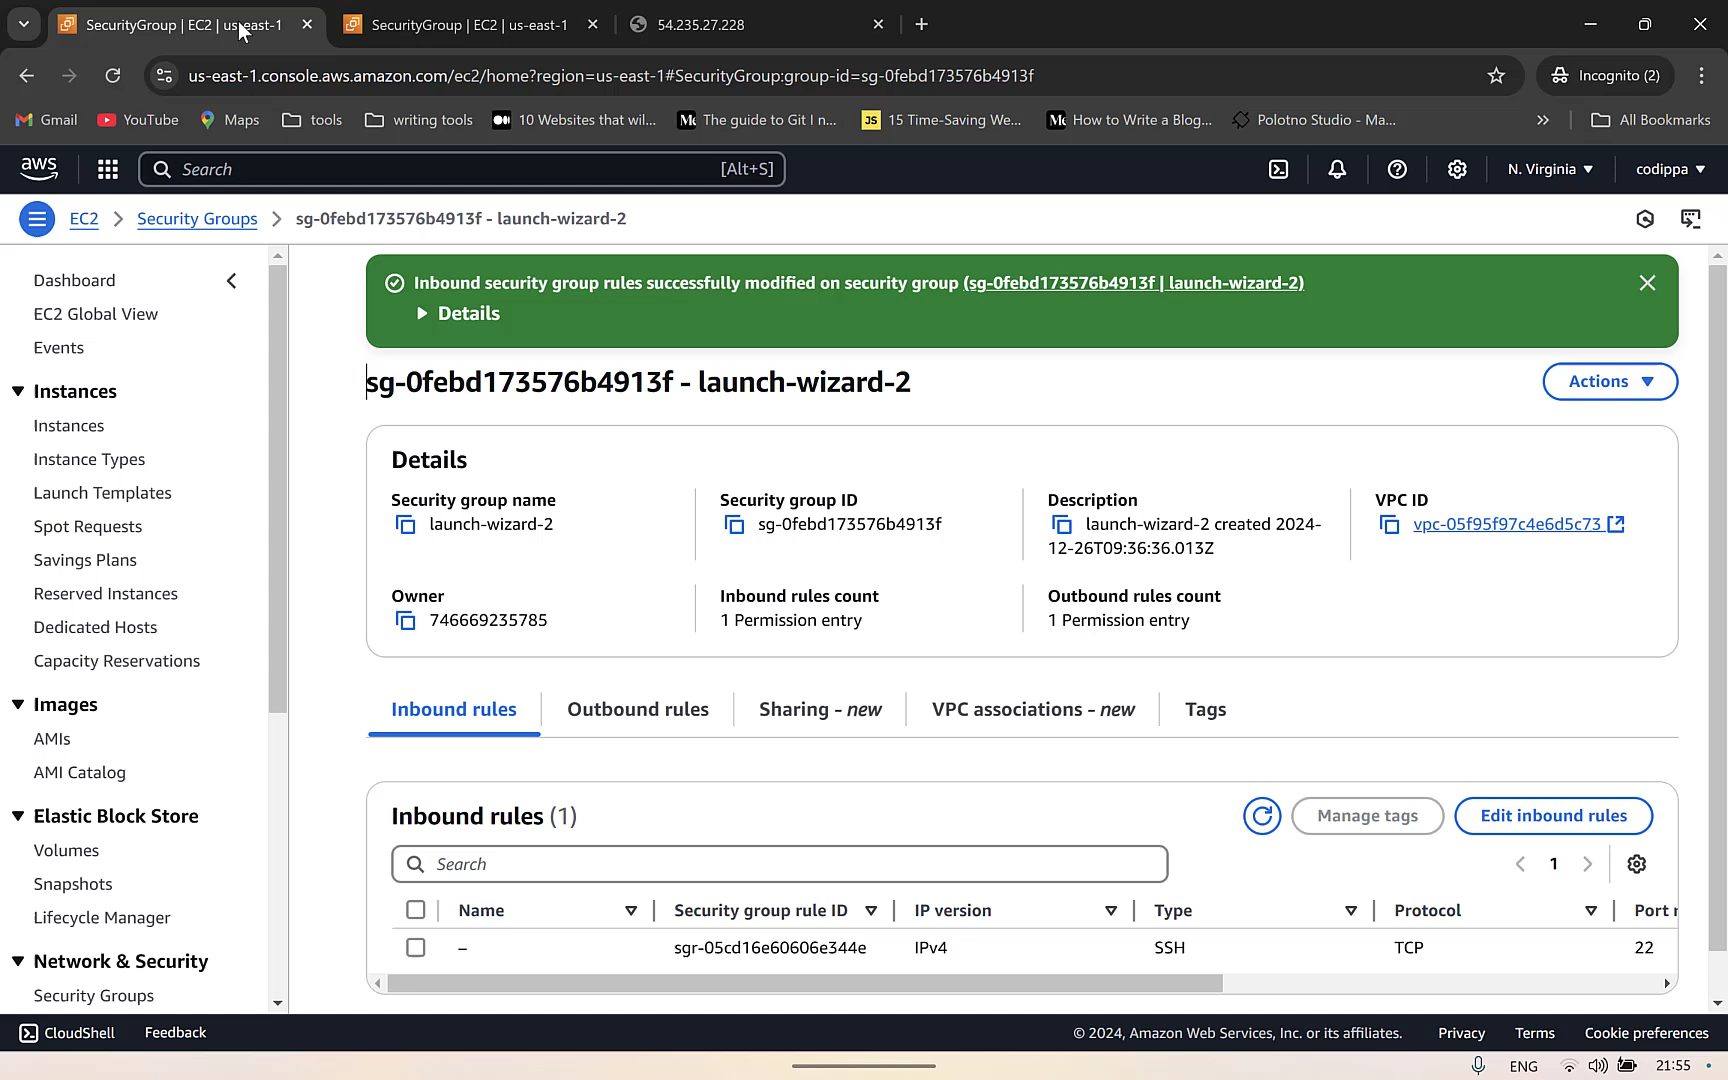 SecurityGroup | EC2 | us-east-1
SecurityGroup | EC2 | us-east-1
54.235.27.228
us-east-1.console.aws.amazon.com/ec2/home?region=us-east-1#SecurityGroup:group-id=sg-0febd173576b4913f
Incognito (2)
Gmail
YouTube
Maps
tools
writing tools
10 Websites that wil...
The guide to Git I n...
JS
15 Time-Saving We...
How to Write a Blog...
Polotno Studio - Ma...
All Bookmarks
aws
Search
[Alt+S]
N. Virginia
codippa
EC2
Security Groups
sg-0febd173576b4913f - launch-wizard-2
Dashboard
EC2 Global View
Events
Instances
Instances
Instance Types
Launch Templates
Spot Requests
Savings Plans
Reserved Instances
Dedicated Hosts
Capacity Reservations
Images
AMIs
AMI Catalog
Elastic Block Store
Volumes
Snapshots
Lifecycle Manager
Network & Security
Security Groups
Inbound security group rules successfully modified on security group (sg-0febd173576b4913f | launch-wizard-2)
Details
sg-0febd173576b4913f - launch-wizard-2
Actions
Details
Security group name
launch-wizard-2
Security group ID
sg-0febd173576b4913f
Description
launch-wizard-2 created 2024-
12-26T09:36:36.013Z
VPC ID
vpc-05f95f97c4e6d5c73
Owner
746669235785
Inbound rules count
1 Permission entry
Outbound rules count
1 Permission entry
Inbound rules
Outbound rules
Sharing - new
VPC associations - new
Tags
Inbound rules (1)
Manage tags
Edit inbound rules
Search
1
Name
Security group rule ID
IP version
Type
Protocol
Port r
–
sgr-05cd16e60606e344e
IPv4
SSH
TCP
22
CloudShell
Feedback
© 2024, Amazon Web Services, Inc. or its affiliates.
Privacy
Terms
Cookie preferences
ENG
21:55